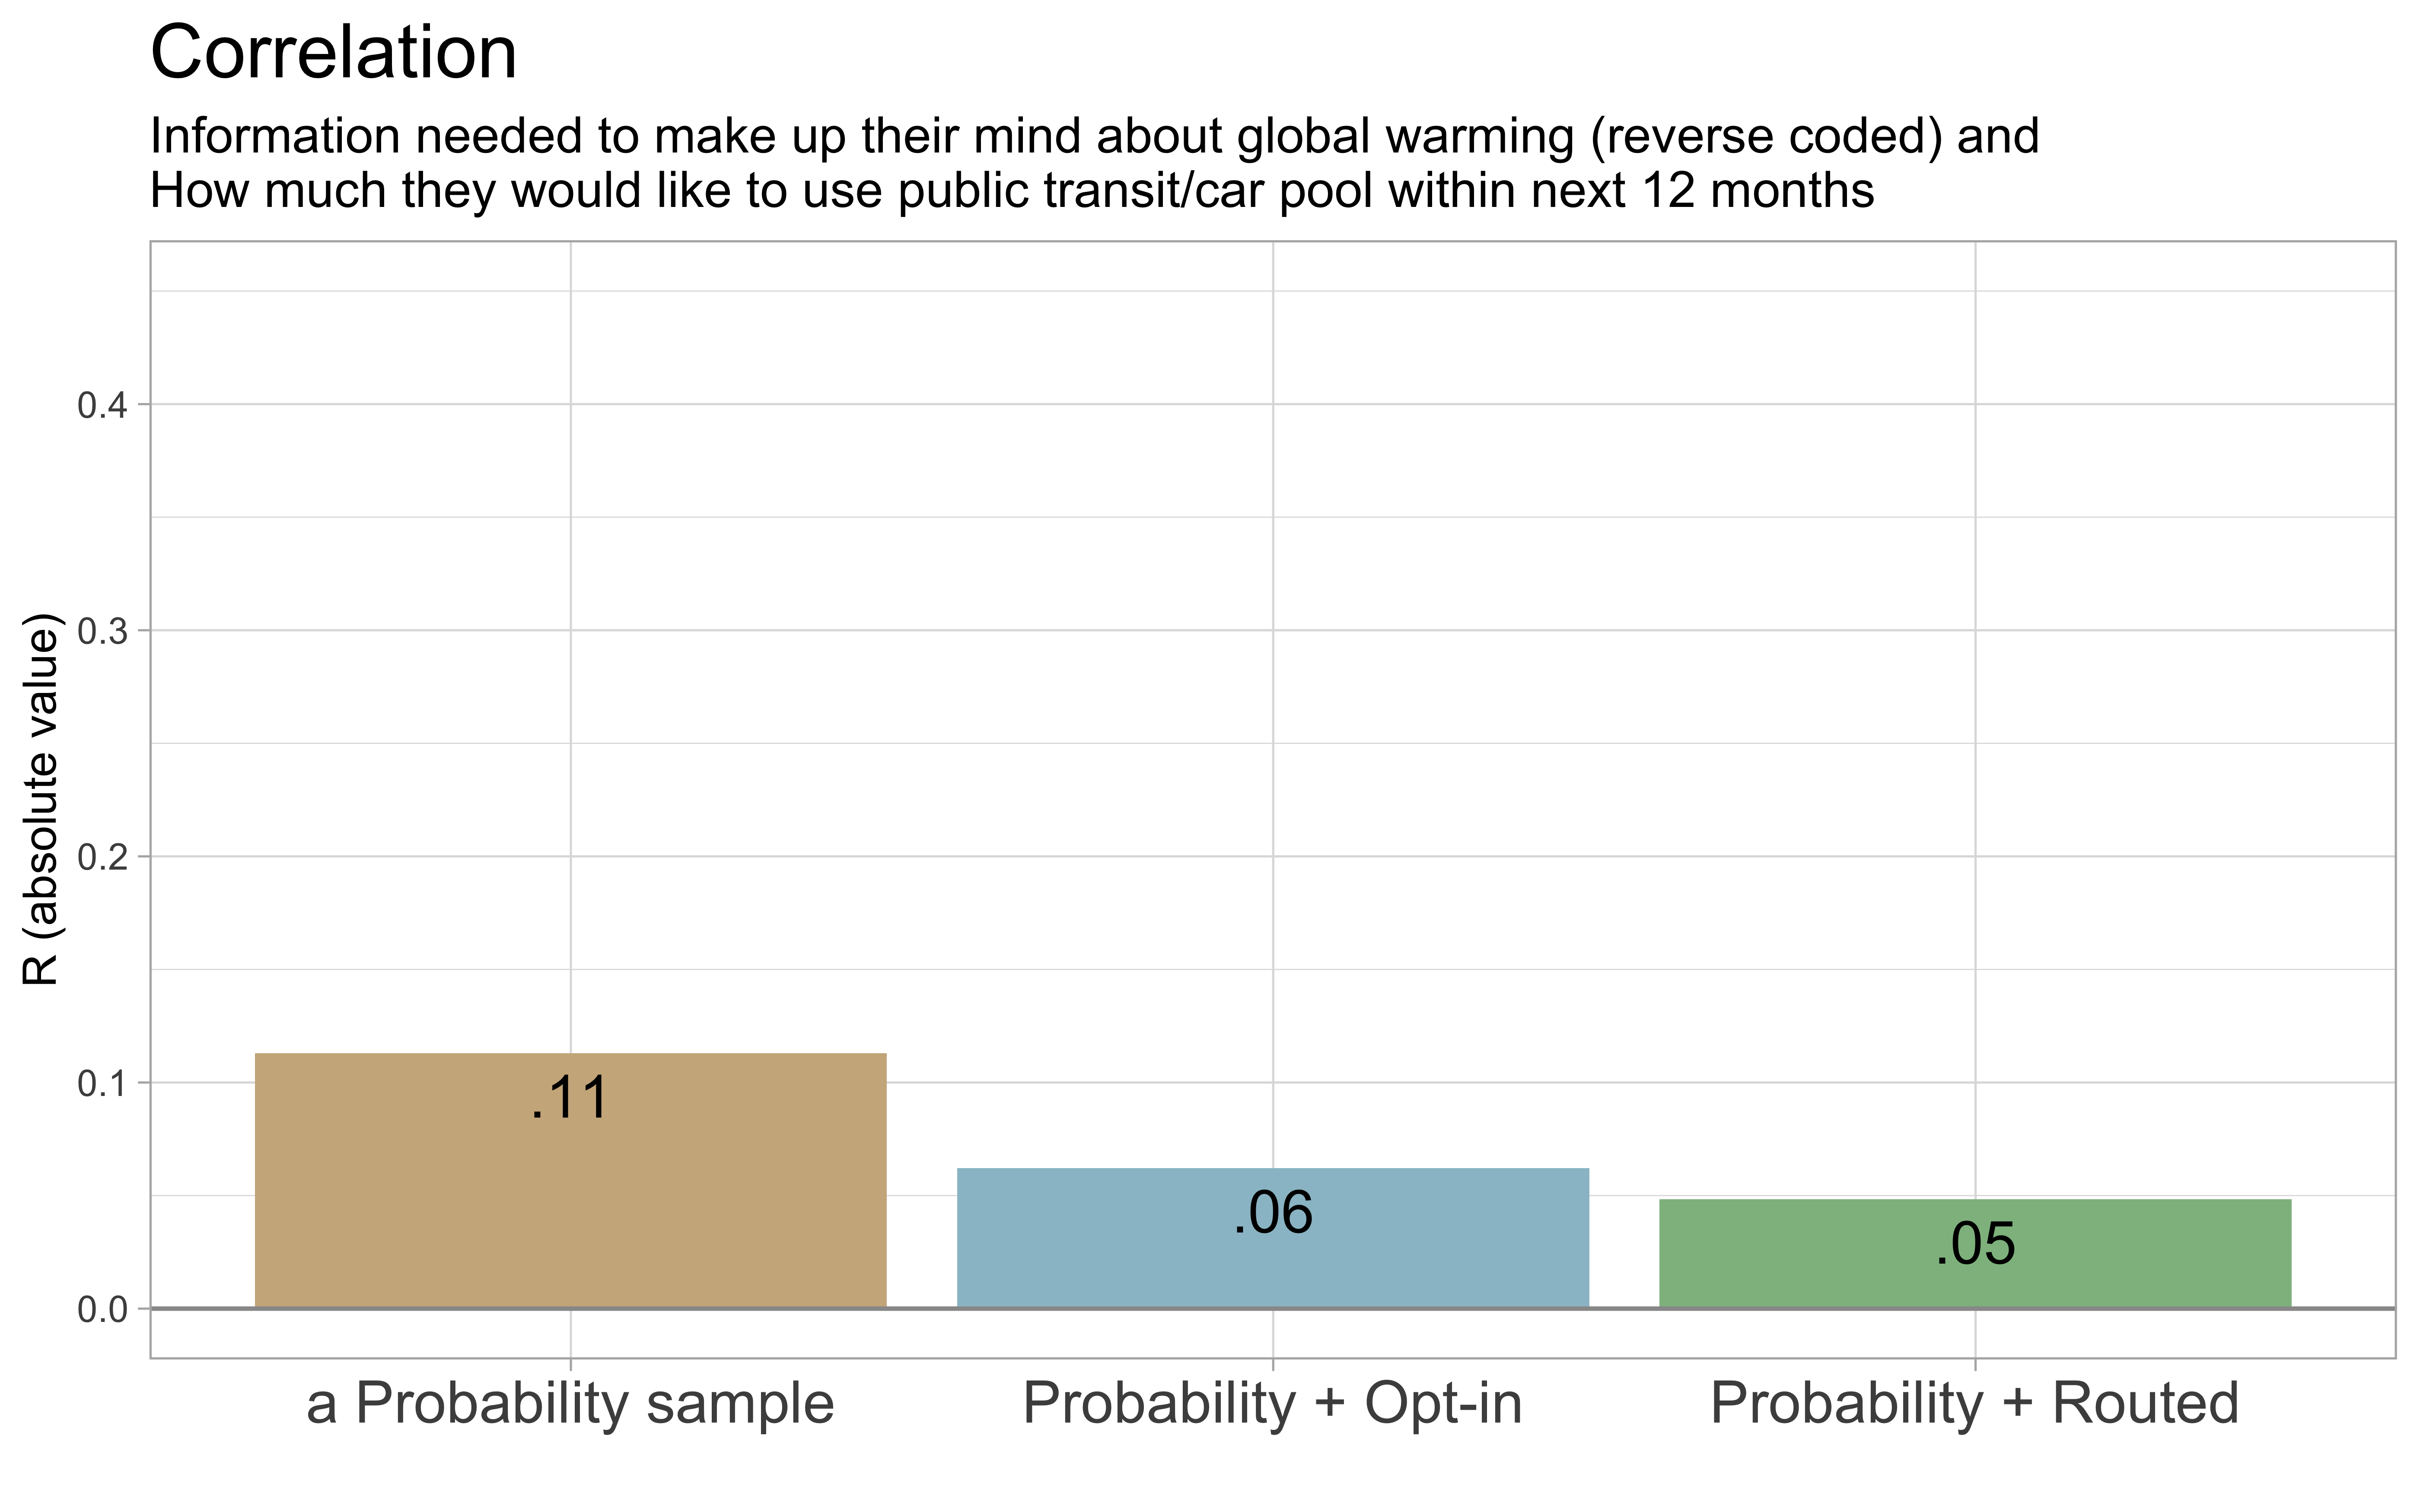 Correlation
Information needed to make up their mind about global warming (reverse coded) and
How much they would like to use public transit/car pool within next 12 months
R (absolute value)
0.4
0.3
0.2
0.1
0.0
.11
.06
.05
a Probability sample
Probability + Opt-in
Probability + Routed